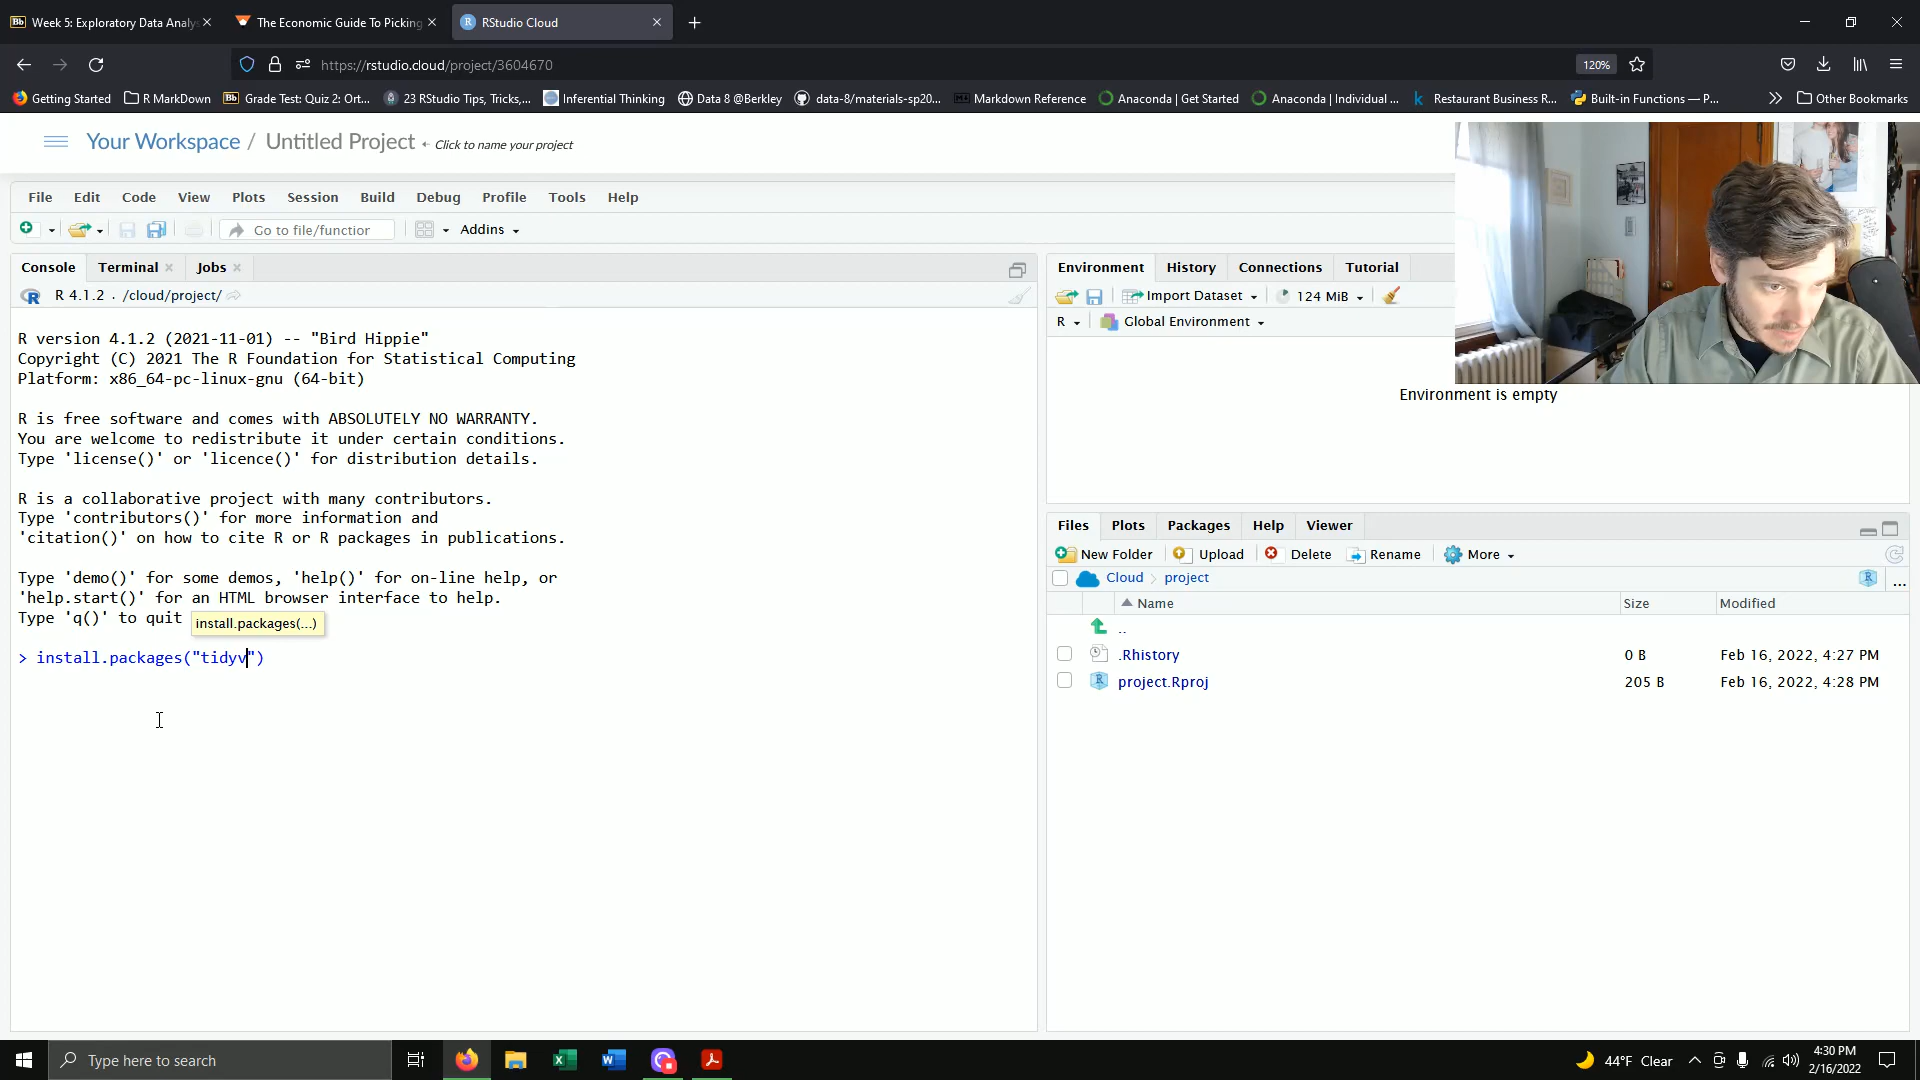 Week 5: Exploratory Data Analys
The Economic Guide To Picking
RStudio Cloud
https://rstudio.cloud/project/3604670
120%
Getting Started
R MarkDown
Grade Test: Quiz 2: Ort...
23 RStudio Tips, Tricks,...
Inferential Thinking
Data 8 @Berkley
data-8/materials-sp20...
Markdown Reference
Anaconda | Get Started
Anaconda | Individual ...
Restaurant Business R...
Built-in Functions — P...
Other Bookmarks
Your Workspace / Untitled Project
Click to name your project
File Edit Code View Plots Session Build Debug Profile Tools Help
Go to file/function
Addins
Console Terminal Jobs
R 4.1.2 . /cloud/project/
R version 4.1.2 (2021-11-01) -- "Bird Hippie"
Copyright (C) 2021 The R Foundation for Statistical Computing
Platform: x86_64-pc-linux-gnu (64-bit)
R is free software and comes with ABSOLUTELY NO WARRANTY.
You are welcome to redistribute it under certain conditions.
Type 'license()' or 'licence()' for distribution details.
R is a collaborative project with many contributors.
Type 'contributors()' for more information and
'citation()' on how to cite R or R packages in publications.
Type 'demo()' for some demos, 'help()' for on-line help, or
'help.start()' for an HTML browser interface to help.
Type 'q()' to quit
install.packages(...)
> install.packages("tidyv")
Environment History Connections Tutorial
Import Dataset
124 MiB
R
Global Environment
Environment is empty
Files Plots Packages Help Viewer
New Folder Upload Delete Rename More
Cloud project
...
Name Size Modified
..
.Rhistory 0 B Feb 16, 2022, 4:27 PM
project.Rproj 205 B Feb 16, 2022, 4:28 PM
Type here to search
44°F Clear
4:30 PM
2/16/2022